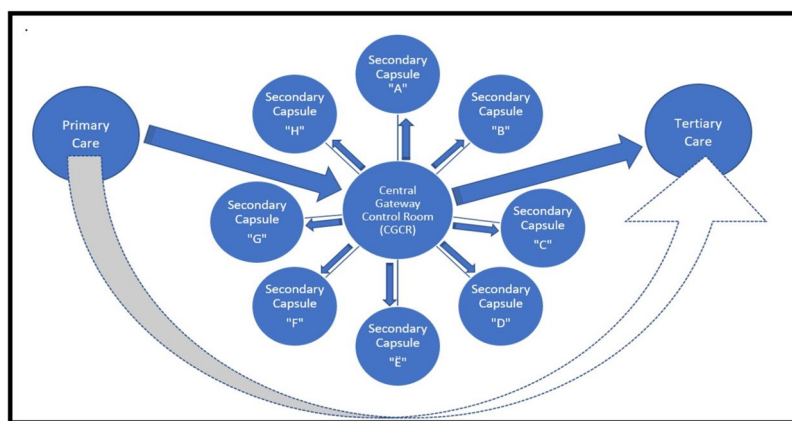 Primary
Care
Secondary
Capsule
"A"
Secondary
Capsule
"B"
Secondary
Capsule
"C"
Secondary
Capsule
"D"
Secondary
Capsule
"E"
Secondary
Capsule
"F"
Secondary
Capsule
"G"
Secondary
Capsule
"H"
Central
Gateway
Control Room
(CGCR)
Tertiary
Care